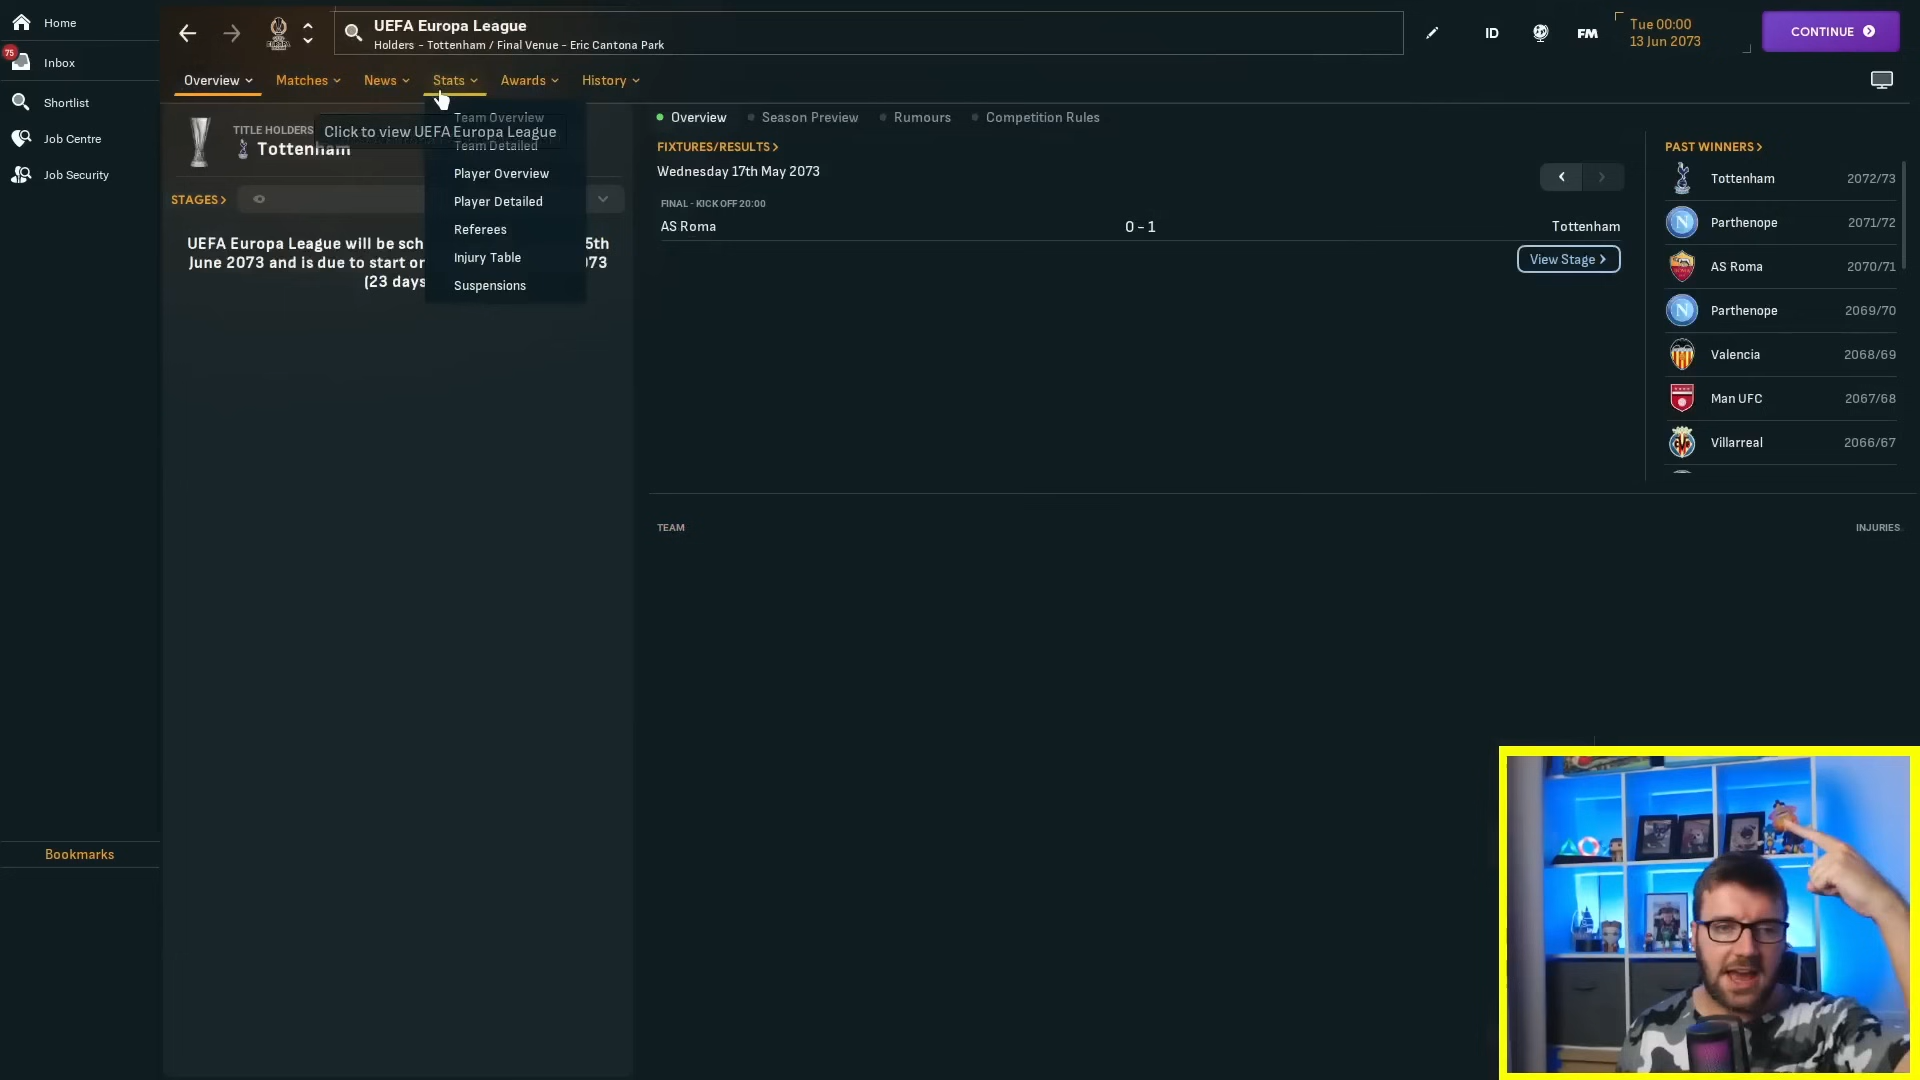 Home
75
Inbox
Shortlist
Job Centre
Job Security
Bookmarks
UEFA Europa League
Holders - Tottenham / Final Venue - Eric Cantona Park
ID
FM
Tue 00:00
13 Jun 2073
CONTINUE
Overview
Matches
News
Stats
Awards
History
TITLE HOLDERS
Tottenham
Click to view UEFA Europa League
Team Overview
Team Detailed
Player Overview
Player Detailed
Referees
Injury Table
Suspensions
STAGES >
UEFA Europa League will be sch 5th
June 2073 and is due to start on 073
(23 days
Overview
Season Preview
Rumours
Competition Rules
FIXTURES/RESULTS >
Wednesday 17th May 2073
FINAL - KICK OFF 20:00
AS Roma 0 - 1 Tottenham
View Stage >
PAST WINNERS >
Tottenham 2072/73
Parthenope 2071/72
AS Roma 2070/71
Parthenope 2069/70
Valencia 2068/69
Man UFC 2067/68
Villarreal 2066/67
TEAM
INJURIES